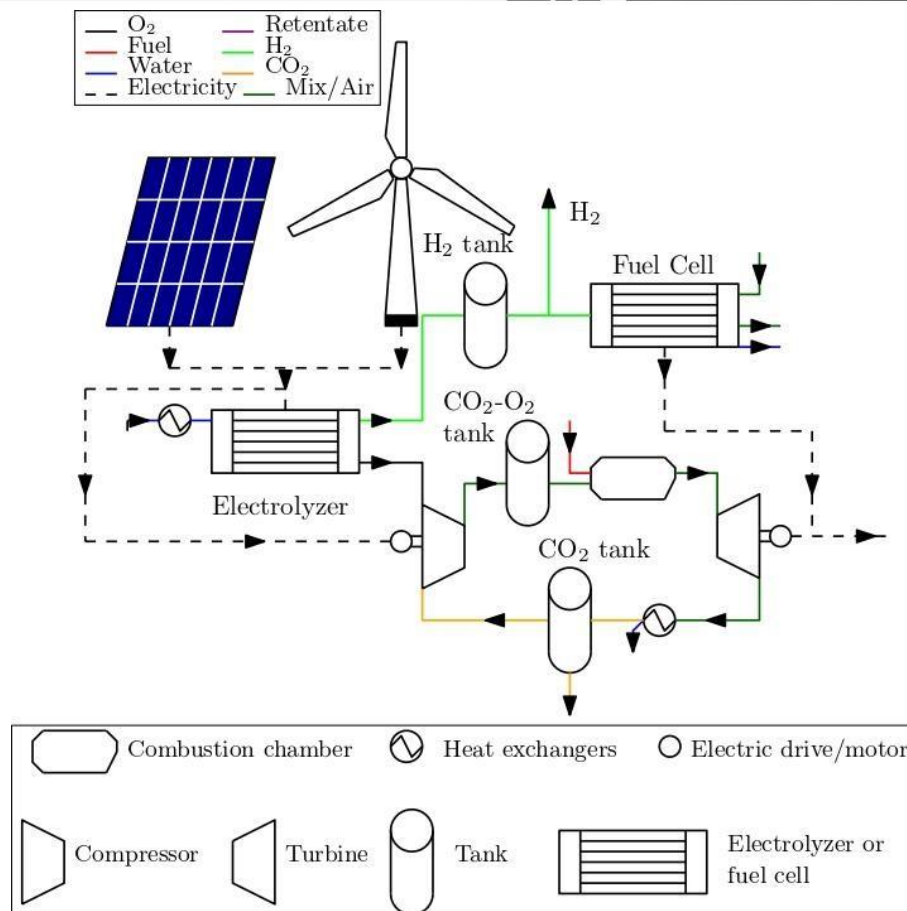 O₂
Retentate
Fuel
H₂
Water
CO₂
Electricity
Mix/Air
H₂
H₂ tank
Fuel Cell
CO₂-O₂
tank
Electrolyzer
CO₂ tank
Combustion chamber
Heat exchangers
Electric drive/motor
Compressor
Turbine
Tank
Electrolyzer or
fuel cell